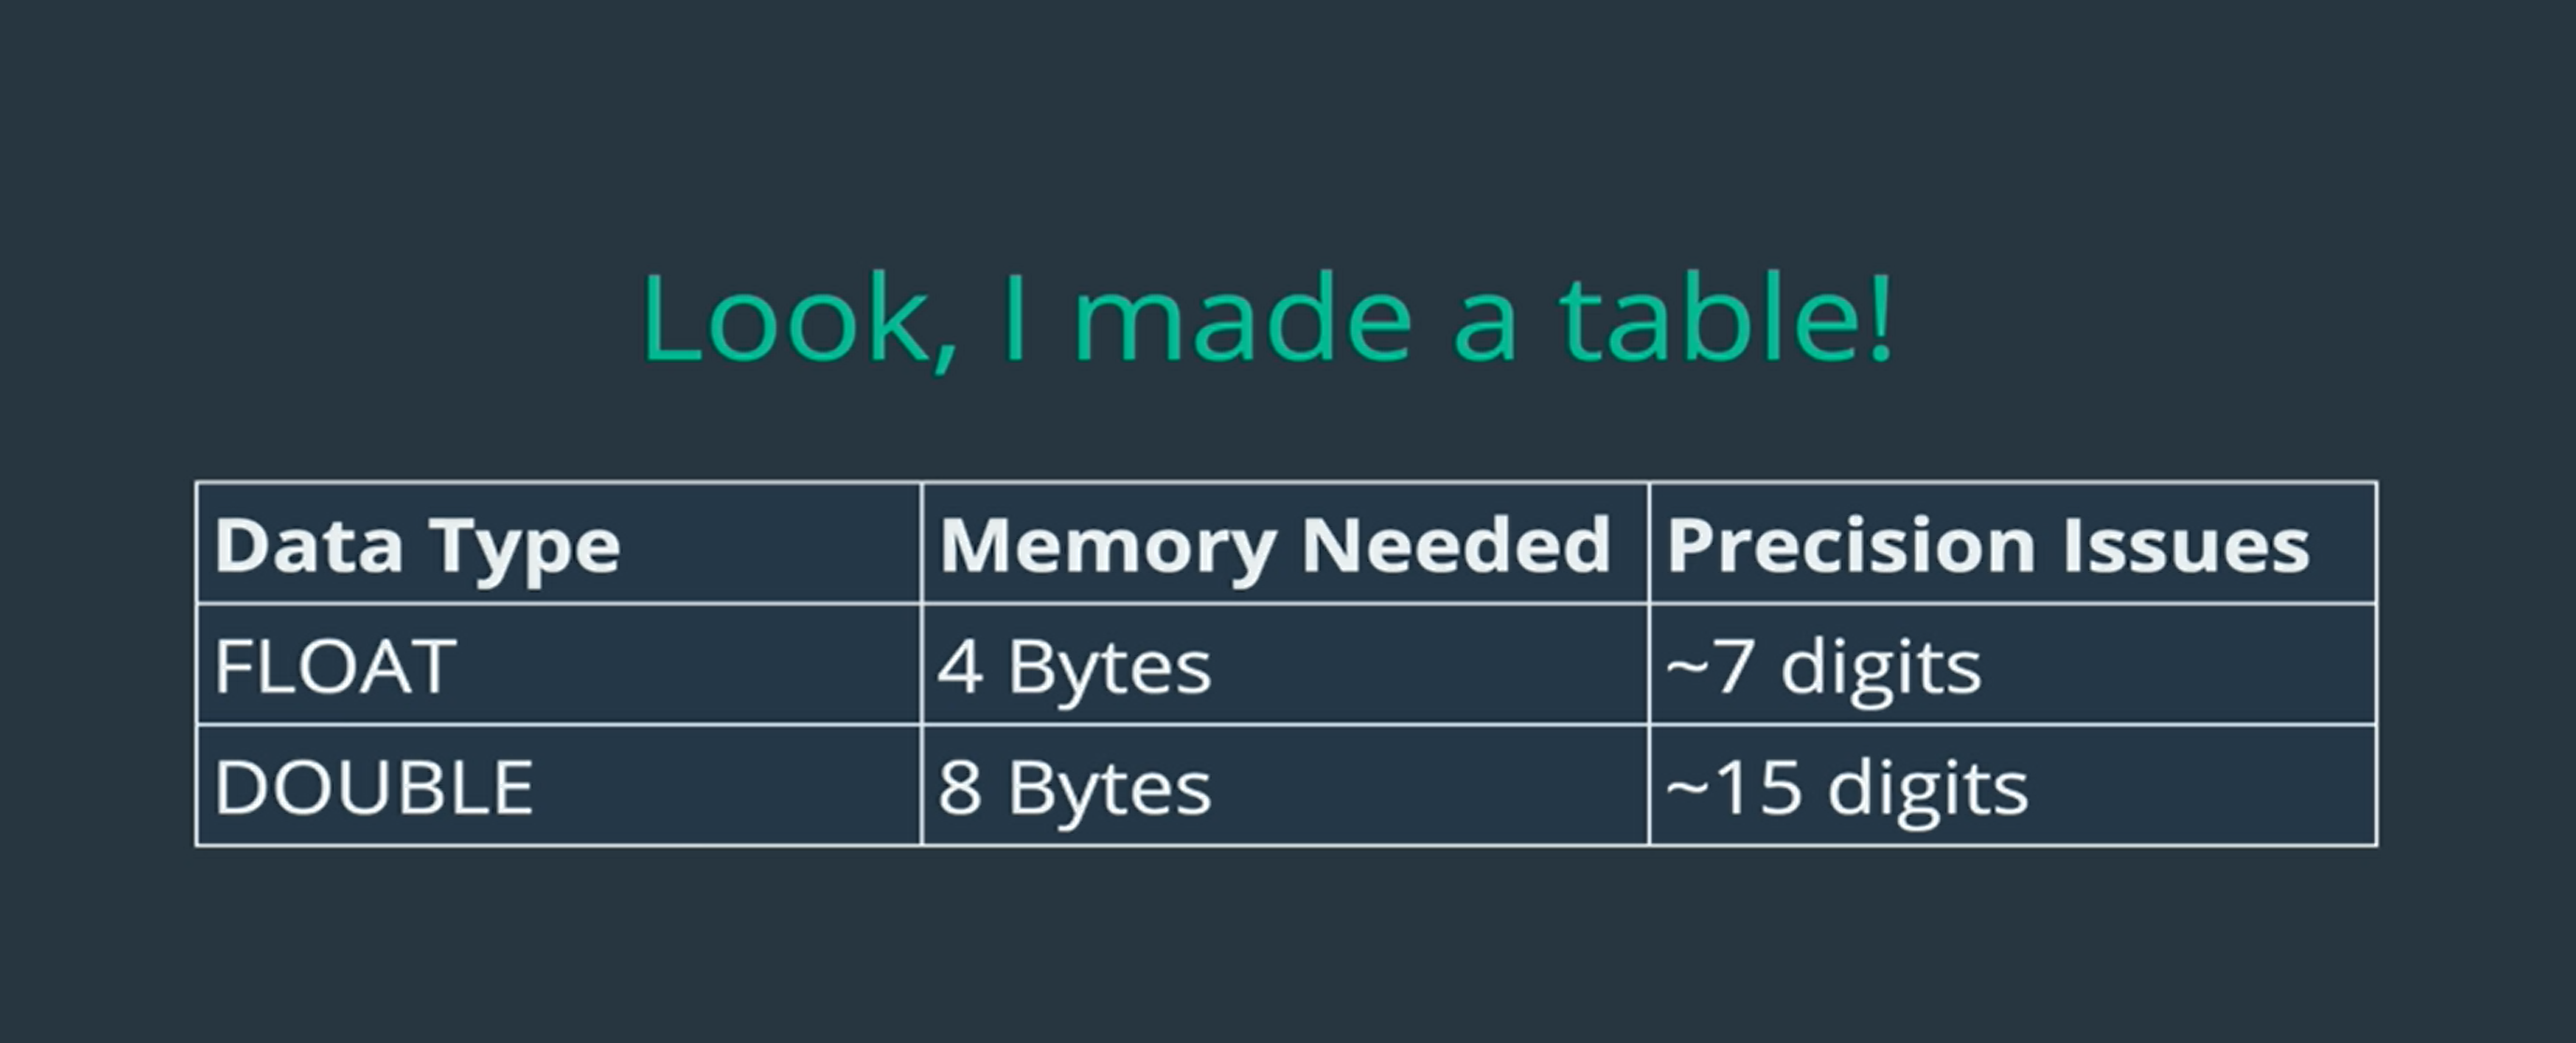 Look, I made a table!
Data Type Memory Needed Precision Issues
FLOAT 4 Bytes ~7 digits
DOUBLE 8 Bytes ~15 digits